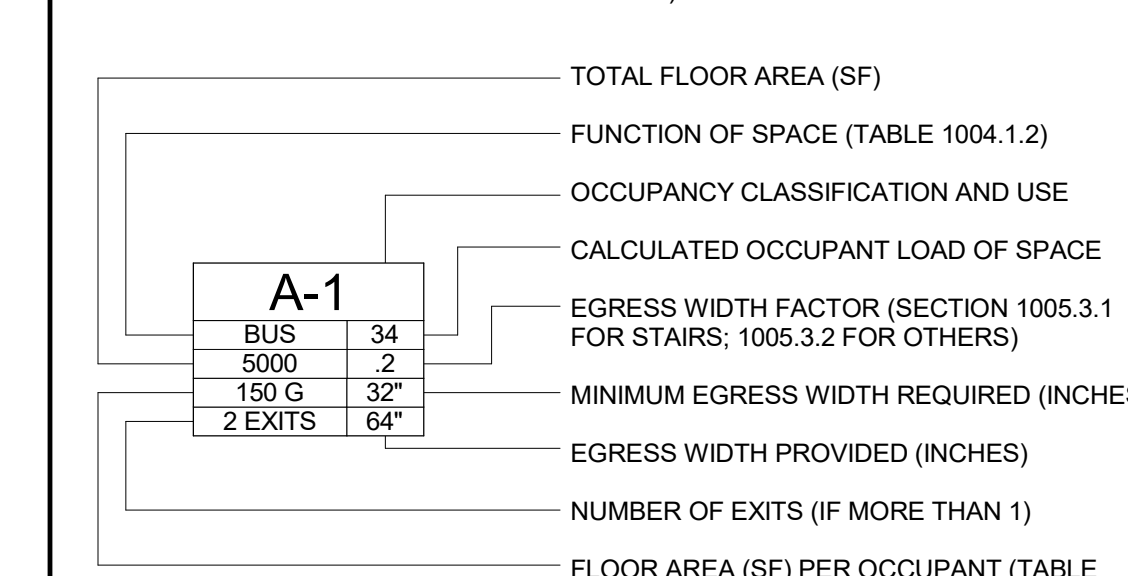 TOTAL FLOOR AREA (SF)
FUNCTION OF SPACE (TABLE 1004.1.2)
OCCUPANCY CLASSIFICATION AND USE
CALCULATED OCCUPANT LOAD OF SPACE
EGRESS WIDTH FACTOR (SECTION 1005.3.1
FOR STAIRS; 1005.3.2 FOR OTHERS)
MINIMUM EGRESS WIDTH REQUIRED (INCHES
EGRESS WIDTH PROVIDED (INCHES)
NUMBER OF EXITS (IF MORE THAN 1)
FLOOR AREA (SF) PER OCCUPANT (TABLE
A-1
BUS 34
5000 .2
150 G 32"
2 EXITS 64"